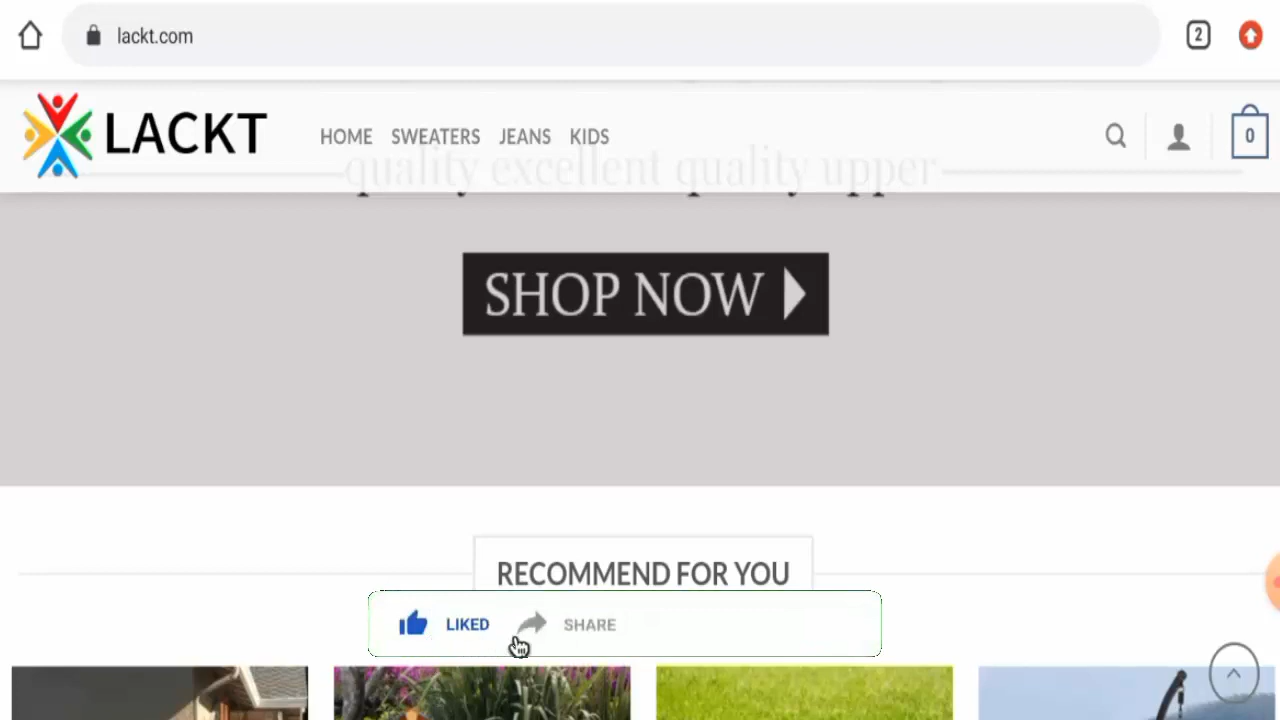 lackt.com
2
LACKT
HOME SWEATERS JEANS KIDS
0
quality excellent quality upper
SHOP NOW
RECOMMEND FOR YOU
LIKED SHARE